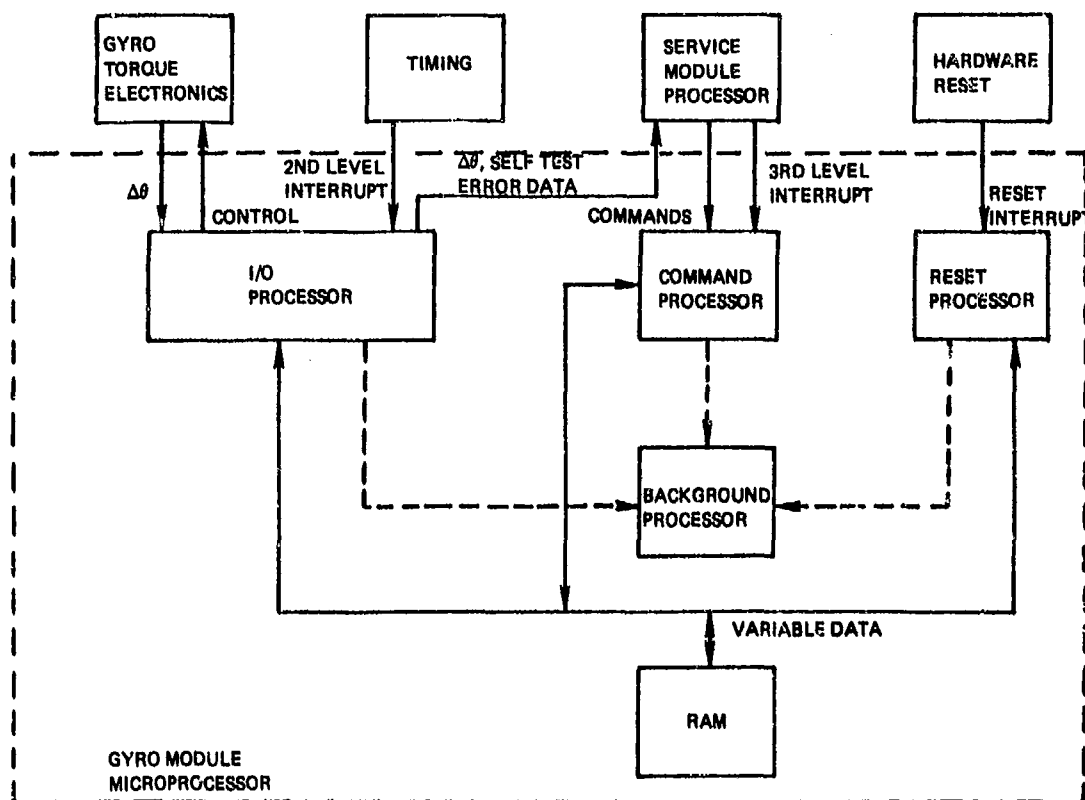 GYRO
TORQUE
ELECTRONICS
TIMING
SERVICE
MODULE
PROCESSOR
HARDWARE
RESET
Δθ
CONTROL
2ND LEVEL
INTERRUPT
Δθ, SELF TEST
ERROR DATA
COMMANDS
3RD LEVEL
INTERRUPT
RESET
INTERRUPT
I/O
PROCESSOR
COMMAND
PROCESSOR
RESET
PROCESSOR
BACKGROUND
PROCESSOR
VARIABLE DATA
RAM
GYRO MODULE
MICROPROCESSOR